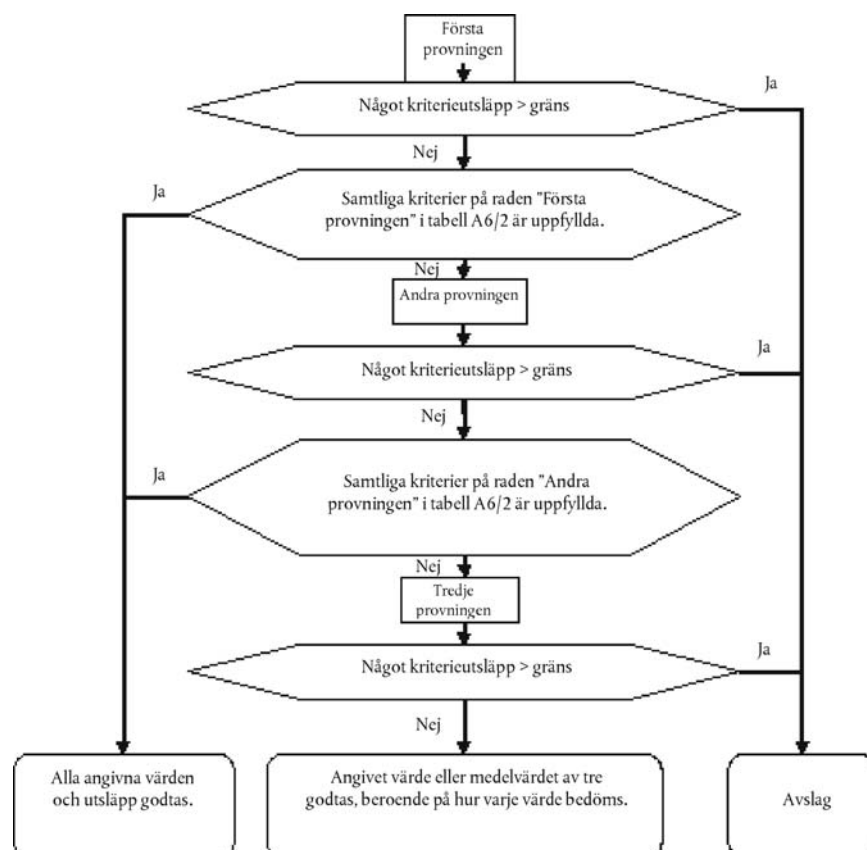 Första
provningen
Något kriterieutsläpp > gräns
Ja
Nej
Ja
Samtliga kriterier på raden "Första
provningen" i tabell A6/2 är uppfyllda.
Nej
Andra provningen
Något kriterieutsläpp > gräns
Ja
Nej
Ja
Samtliga kriterier på raden "Andra
provningen" i tabell A6/2 är uppfyllda.
Nej
Tredje
provningen
Något kriterieutsläpp > gräns
Ja
Nej
Alla angivna värden
och utsläpp godtas.
Angivet värde eller medelvärdet av tre
godtas, beroende på hur varje värde bedöms.
Avslag